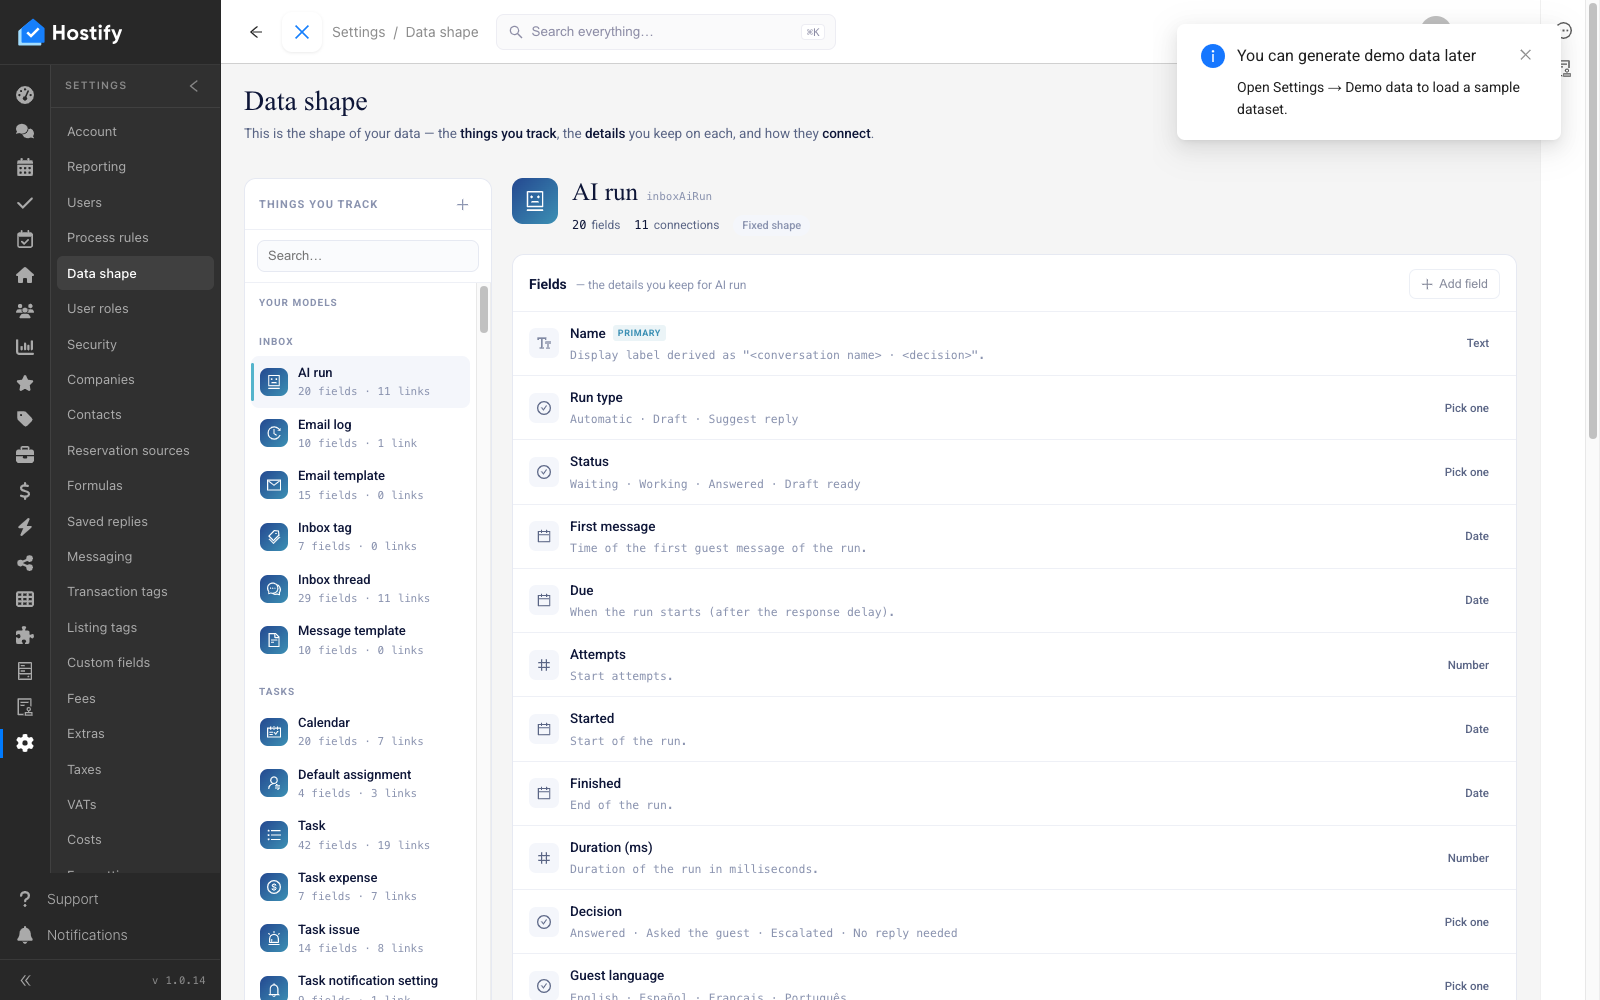 Hostify
Settings / Data shape
Search everything...
⌘K
You can generate demo data later
Open Settings → Demo data to load a sample
dataset.
SETTINGS
Account
Reporting
Users
Process rules
Data shape
User roles
Security
Companies
Contacts
Reservation sources
Formulas
Saved replies
Messaging
Transaction tags
Listing tags
Custom fields
Fees
Extras
Taxes
VATs
Costs
Support
Notifications
v 1.0.14
Data shape
This is the shape of your data — the things you track, the details you keep on each, and how they connect.
THINGS YOU TRACK
Search...
YOUR MODELS
INBOX
AI run
20 fields · 11 links
Email log
10 fields · 1 link
Email template
15 fields · 0 links
Inbox tag
7 fields · 0 links
Inbox thread
29 fields · 11 links
Message template
10 fields · 0 links
TASKS
Calendar
20 fields · 7 links
Default assignment
4 fields · 3 links
Task
42 fields · 19 links
Task expense
7 fields · 7 links
Task issue
14 fields · 8 links
Task notification setting
9 fields · 1 link
AI run inboxAiRun
20 fields 11 connections Fixed shape
Fields — the details you keep for AI run
Add field
Name PRIMARY
Display label derived as "<conversation name> · <decision>".
Text
Run type
Automatic · Draft · Suggest reply
Pick one
Status
Waiting · Working · Answered · Draft ready
Pick one
First message
Time of the first guest message of the run.
Date
Due
When the run starts (after the response delay).
Date
Attempts
Start attempts.
Number
Started
Start of the run.
Date
Finished
End of the run.
Date
Duration (ms)
Duration of the run in milliseconds.
Number
Decision
Answered · Asked the guest · Escalated · No reply needed
Pick one
Guest language
English · Español · Français · Português
Pick one